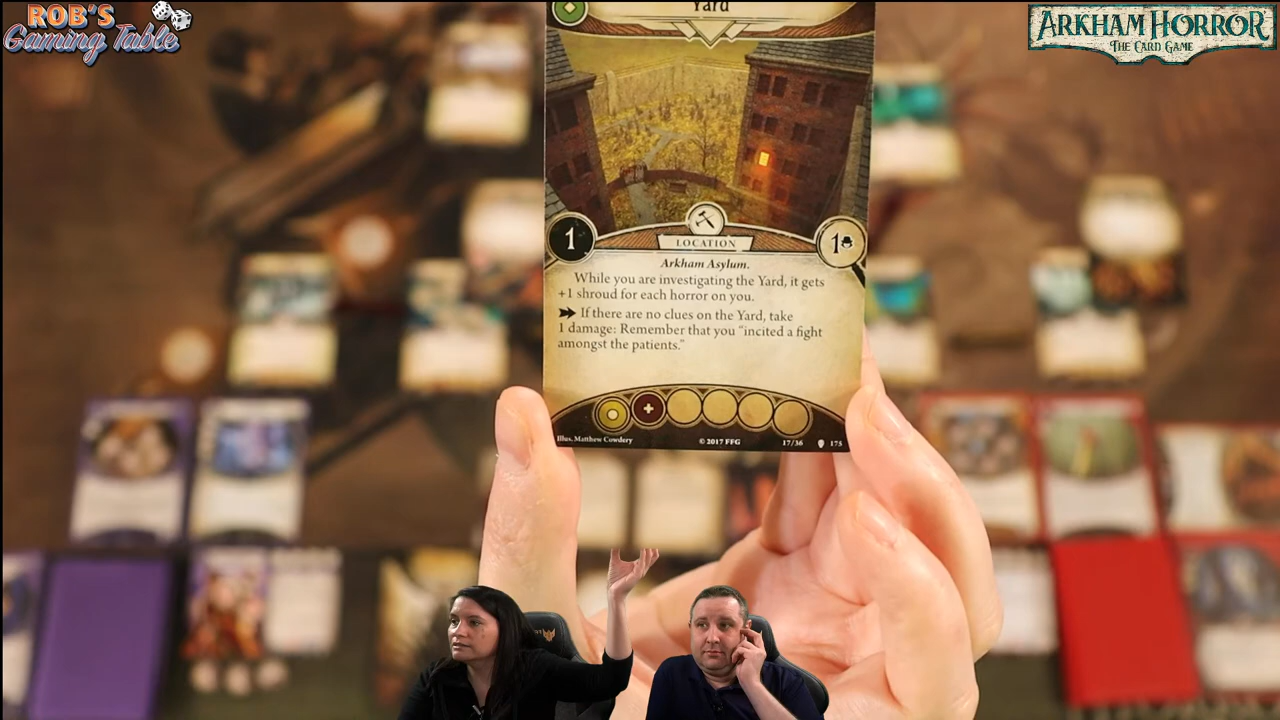 ROB'S
Gaming Table
ARKHAM HORROR
THE CARD GAME
Yard
1
1
LOCATION
Arkham Asylum.
While you are investigating the Yard, it gets
+1 shroud for each horror on you.
If there are no clues on the Yard, take
1 damage: Remember that you “incited a fight
amongst the patients.”
Illus. Matthew Cowdery
© 2017 FFG
17/36
175